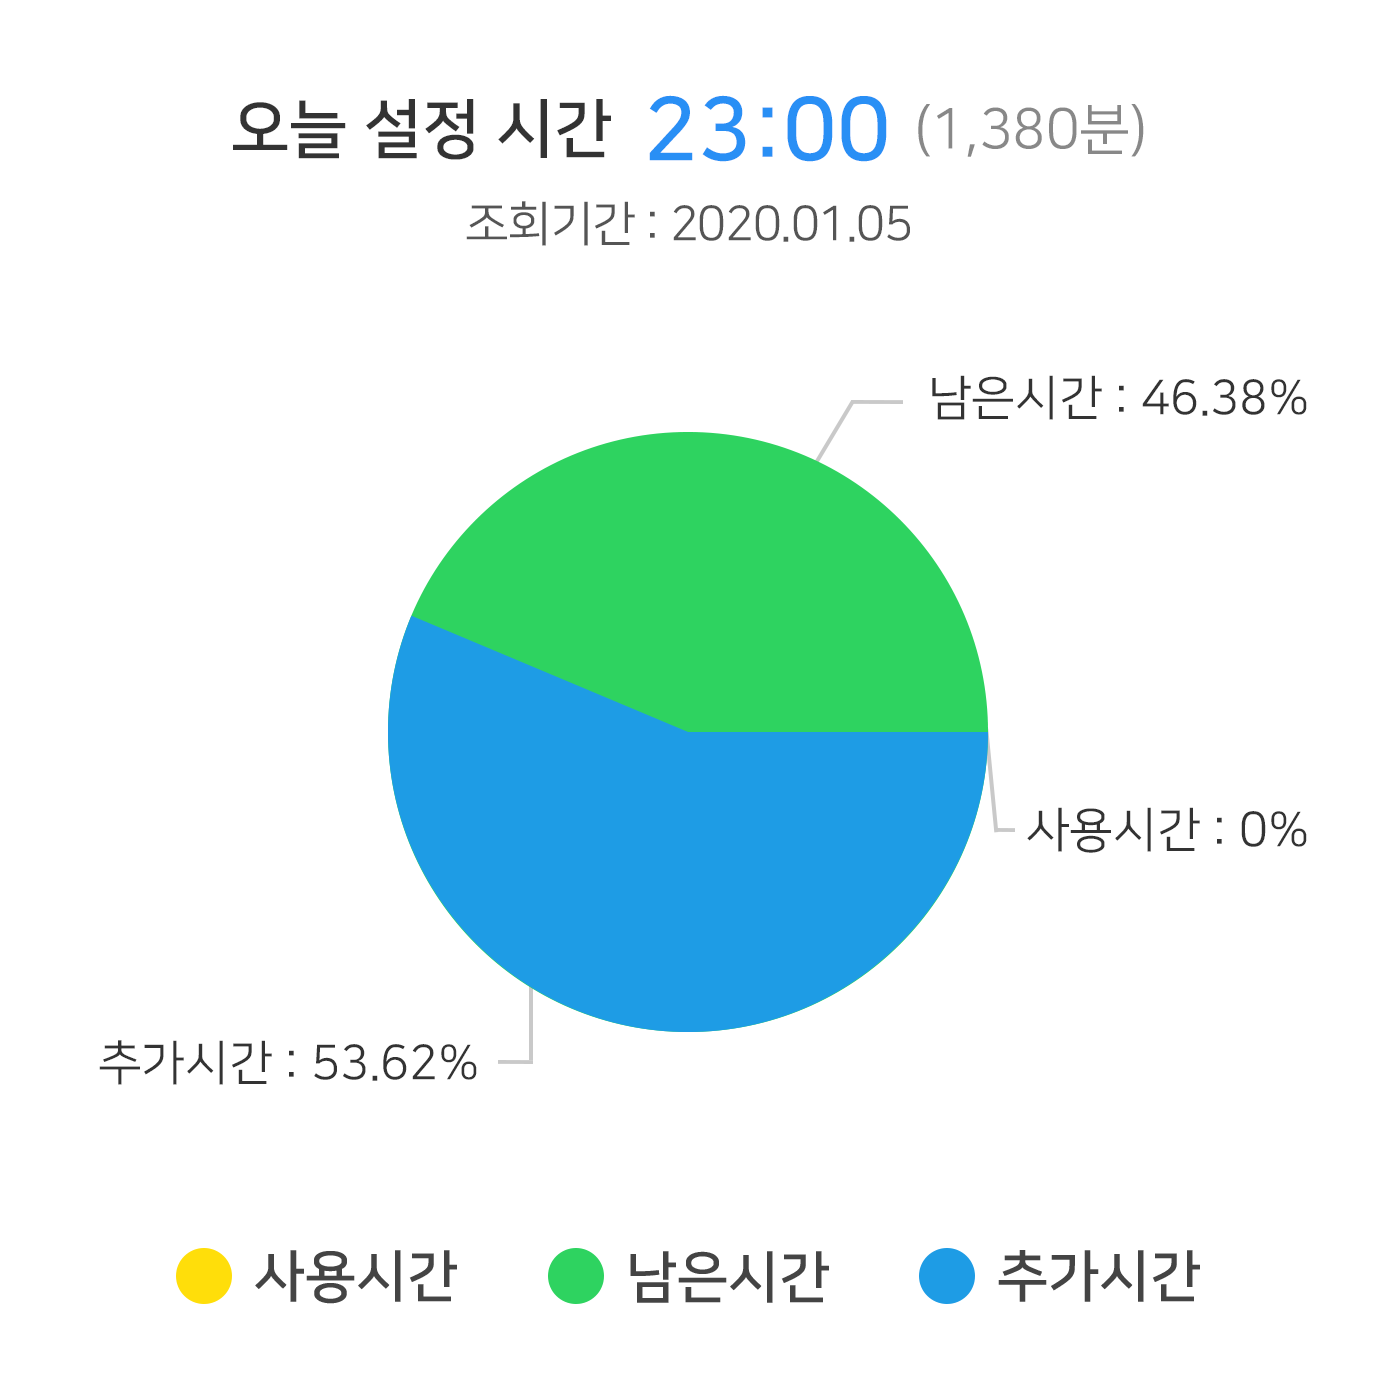 오늘 설정 시간 23:00 (1,380분)
조회기간 : 2020.01.05
남은시간 : 46.38%
사용시간 : 0%
추가시간 : 53.62%
사용시간 남은시간 추가시간